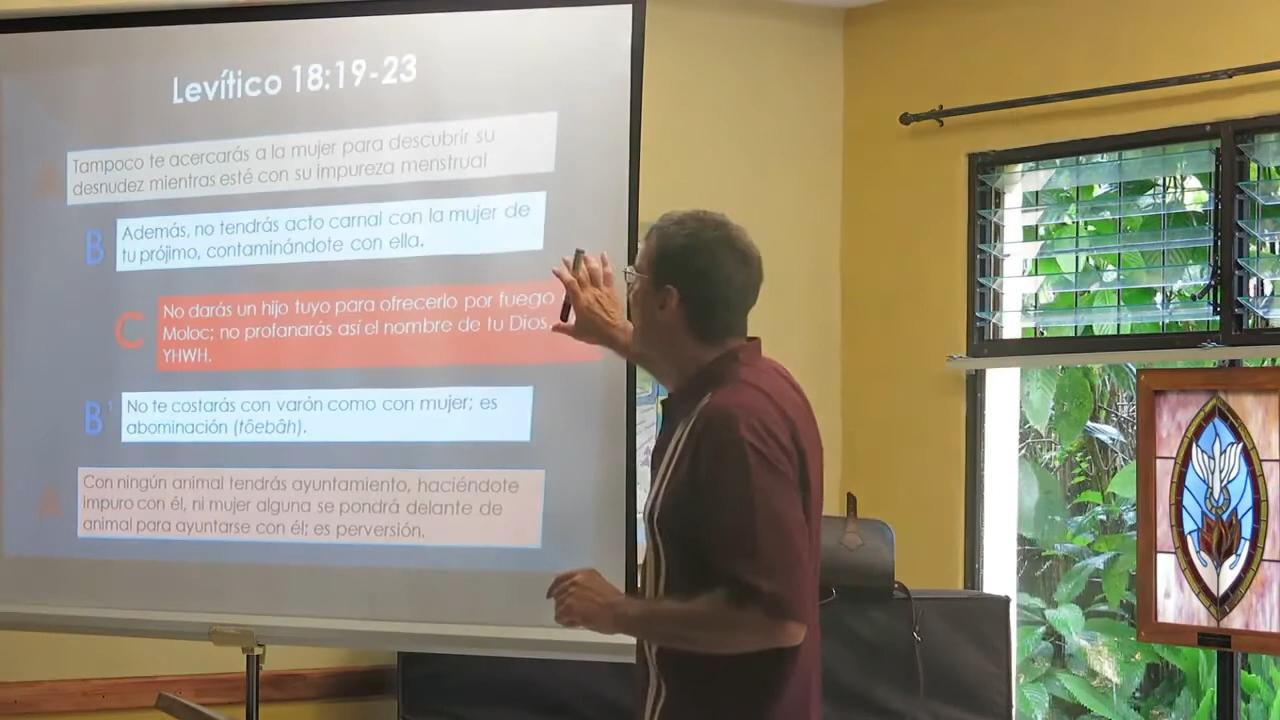 Levítico 18:19-23
A
Tampoco te acercarás a la mujer para descubrir su
desnudez mientras esté con su impureza menstrual
B
Además, no tendrás acto carnal con la mujer de
tu prójimo, contaminándote con ella.
C
No darás un hijo tuyo para ofrecerlo por fuego
Moloc; no profanarás así el nombre de tu Dios,
YHWH.
B'
No te costarás con varón como con mujer; es
abominación (tôebâh).
A
Con ningún animal tendrás ayuntamiento, haciéndote
impuro con él, ni mujer alguna se pondrá delante de
animal para ayuntarse con él; es perversión.